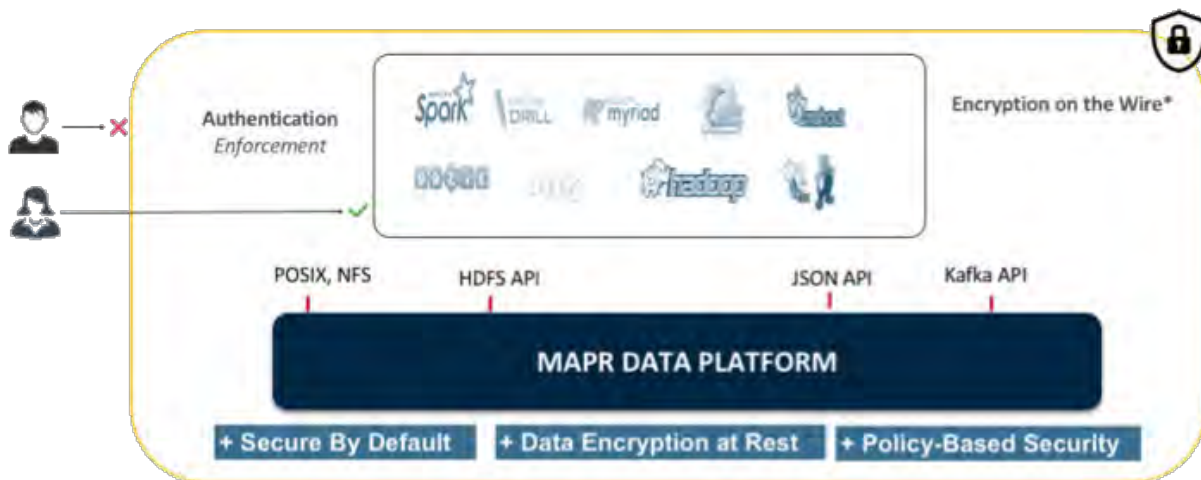 Authentication
Enforcement
Spark
DRILL
myriad
hadoop
Encryption on the Wire*
POSIX, NFS
HDFS API
JSON API
Kafka API
MAPR DATA PLATFORM
+ Secure By Default
+ Data Encryption at Rest
+ Policy-Based Security